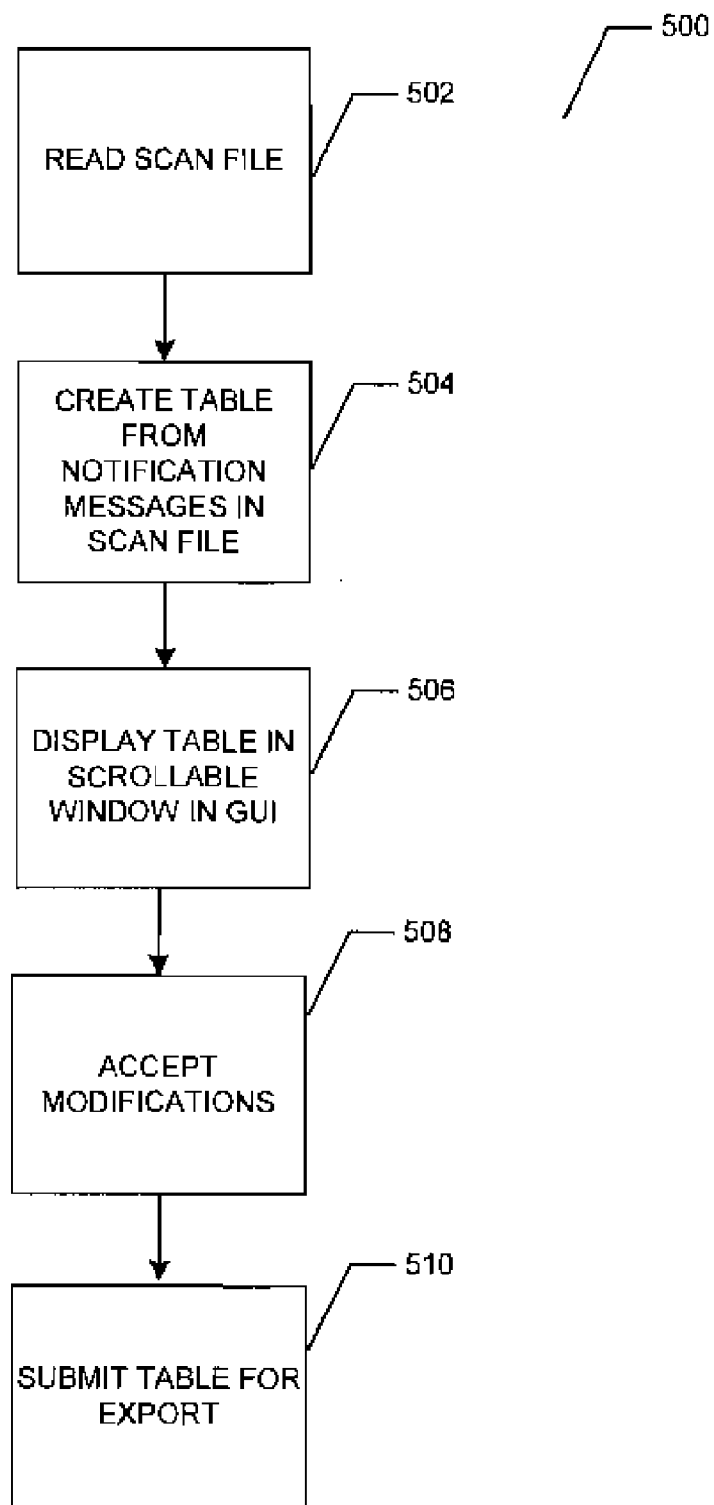 500
502
READ SCAN FILE
504
CREATE TABLE
FROM
NOTIFICATION
MESSAGES IN
SCAN FILE
506
DISPLAY TABLE IN
SCROLLABLE
WINDOW IN GUI
508
ACCEPT
MODIFICATIONS
510
SUBMIT TABLE FOR
EXPORT